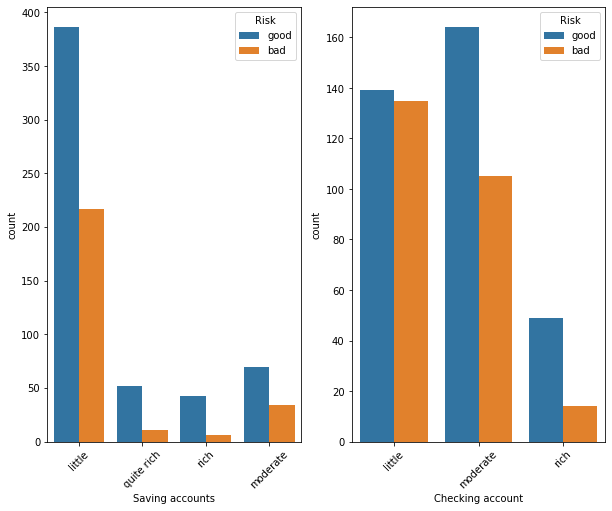 400
350
300
250
200
150
100
50
0
count
Risk
good
bad
little
quite rich
rich
moderate
Saving accounts
160
140
120
100
80
60
40
20
0
count
Risk
good
bad
little
moderate
rich
Checking account